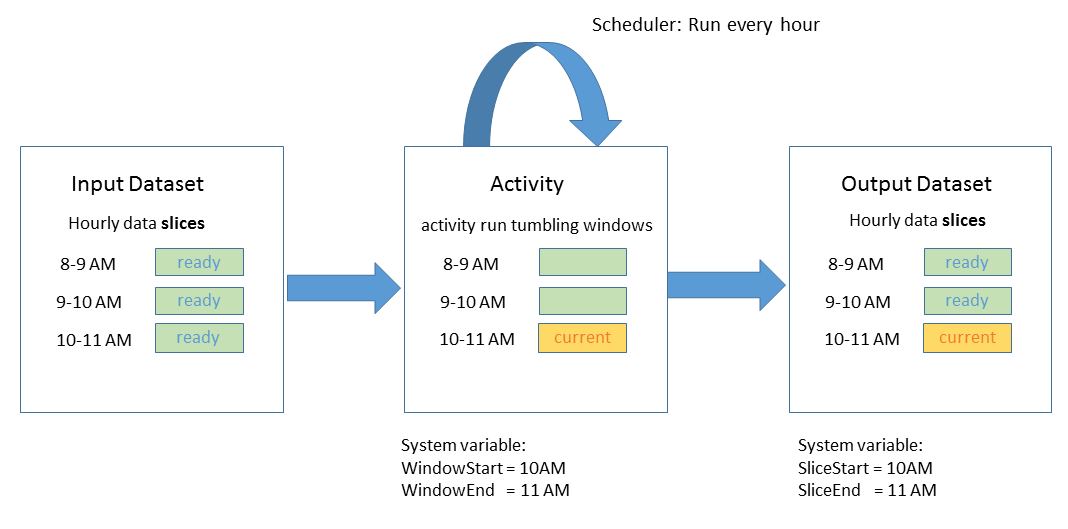 Scheduler: Run every hour
Input Dataset
Hourly data slices
8-9 AM ready
9-10 AM ready
10-11 AM ready
Activity
activity run tumbling windows
8-9 AM
9-10 AM
10-11 AM current
System variable:
WindowStart = 10AM
WindowEnd = 11 AM
Output Dataset
Hourly data slices
8-9 AM ready
9-10 AM ready
10-11 AM current
System variable:
SliceStart = 10AM
SliceEnd = 11 AM